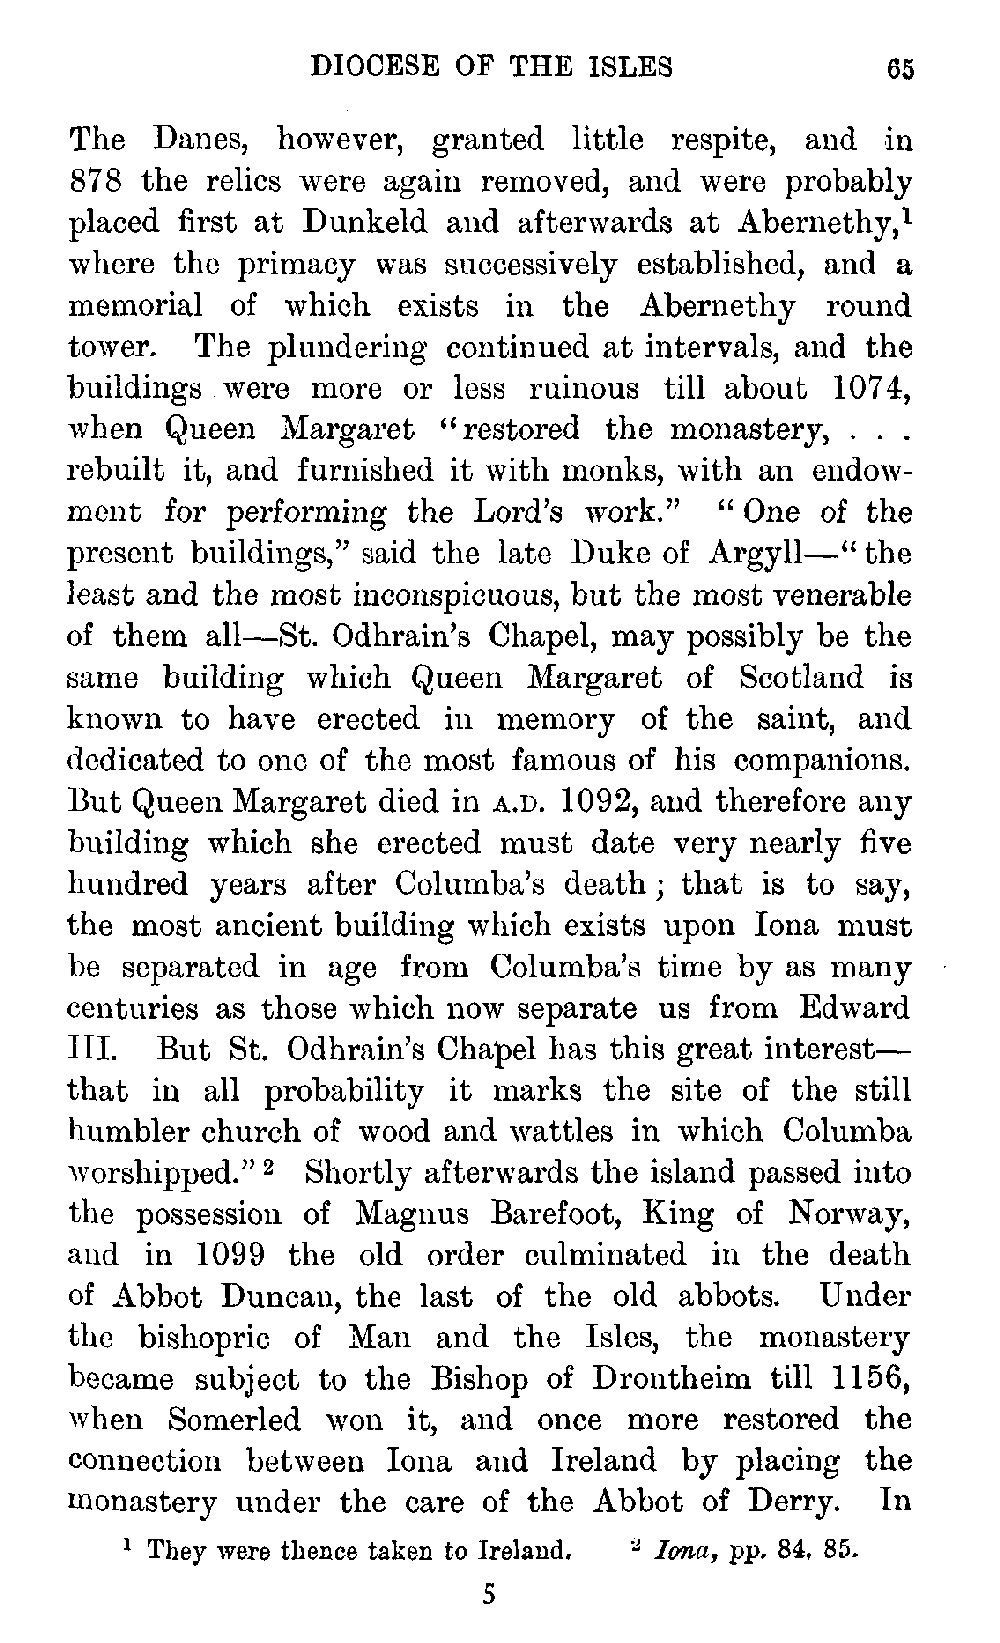 DIOCESE OF THE ISLES 65
The Danes, however, granted little respite, and in
878 the relics were again removed, and were probably
placed first at Dunkeld and afterwards at Abernethy,¹
where the primacy was successively established, and a
memorial of which exists in the Abernethy round
tower. The plundering continued at intervals, and the
buildings were more or less ruinous till about 1074,
when Queen Margaret “restored the monastery, . . .
rebuilt it, and furnished it with monks, with an endow-
ment for performing the Lord’s work.” “One of the
present buildings,” said the late Duke of Argyll—“the
least and the most inconspicuous, but the most venerable
of them all—St. Odhrain’s Chapel, may possibly be the
same building which Queen Margaret of Scotland is
known to have erected in memory of the saint, and
dedicated to one of the most famous of his companions.
But Queen Margaret died in A.D. 1092, and therefore any
building which she erected must date very nearly five
hundred years after Columba’s death; that is to say,
the most ancient building which exists upon Iona must
be separated in age from Columba’s time by as many
centuries as those which now separate us from Edward
III. But St. Odhrain’s Chapel has this great interest—
that in all probability it marks the site of the still
humbler church of wood and wattles in which Columba
worshipped.” ² Shortly afterwards the island passed into
the possession of Magnus Barefoot, King of Norway,
and in 1099 the old order culminated in the death
of Abbot Duncan, the last of the old abbots. Under
the bishopric of Man and the Isles, the monastery
became subject to the Bishop of Drontheim till 1156,
when Somerled won it, and once more restored the
connection between Iona and Ireland by placing the
monastery under the care of the Abbot of Derry. In
¹ They were thence taken to Ireland. ² Iona, pp. 84, 85.
5